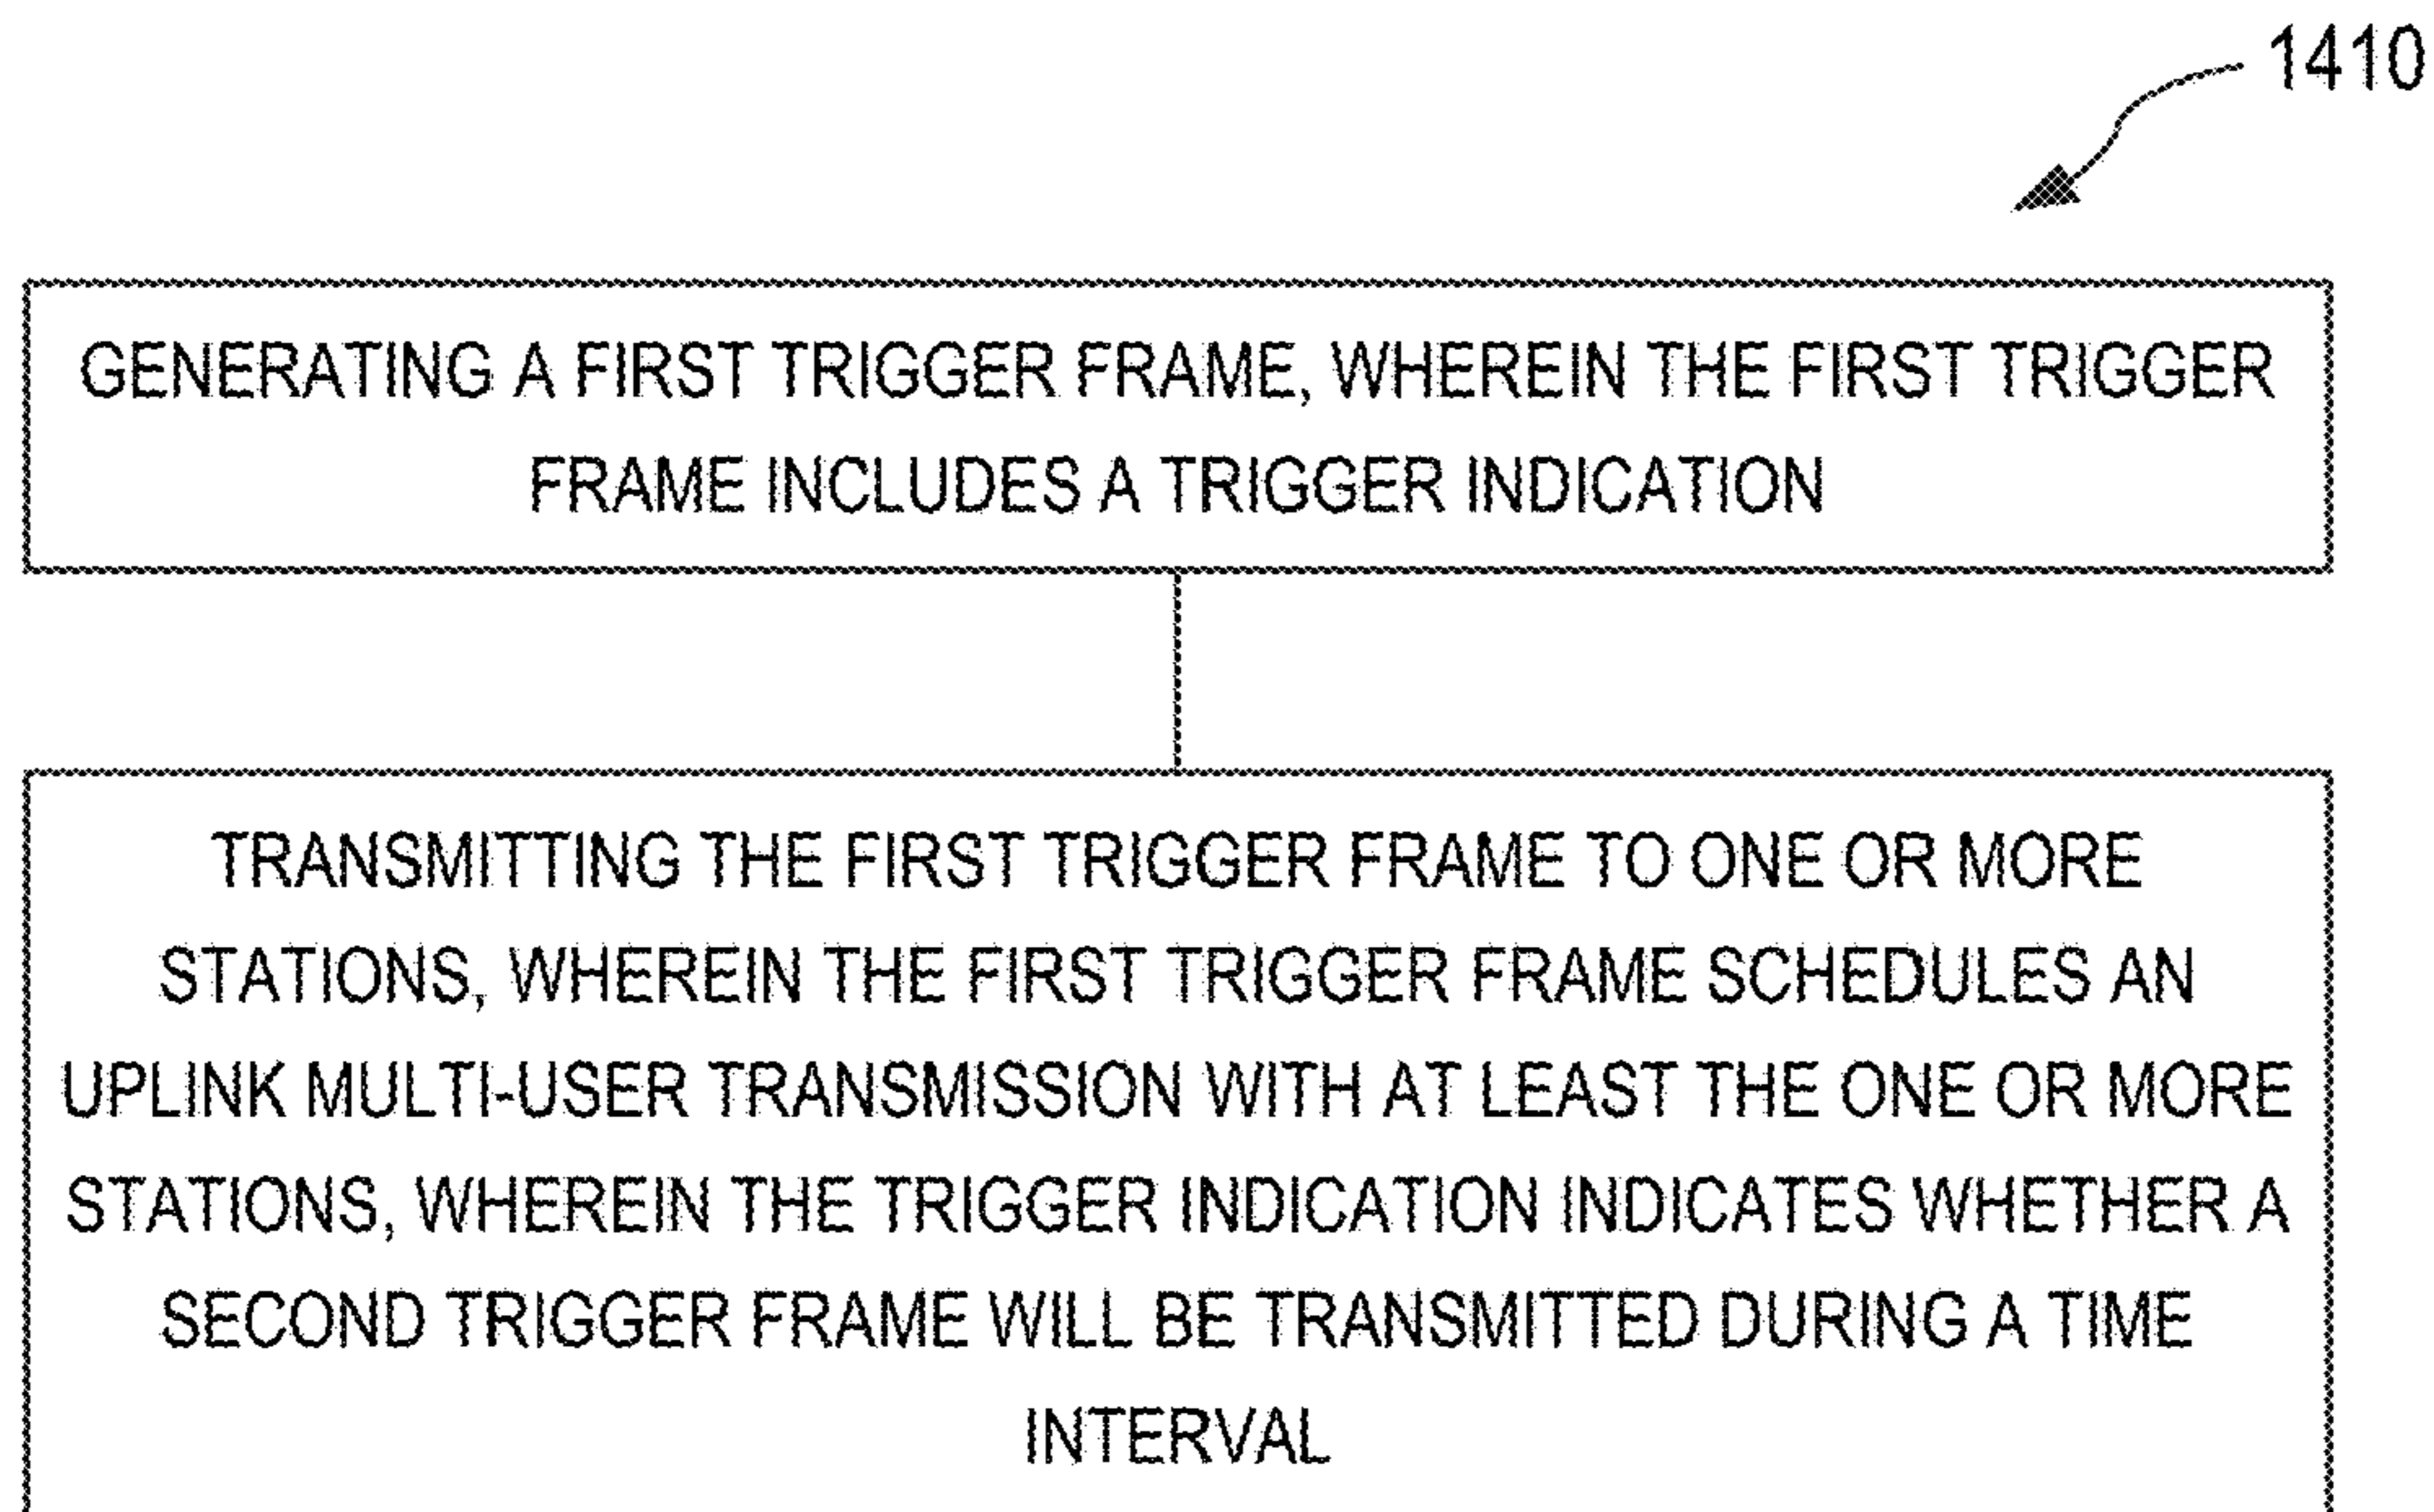 1410
GENERATING A FIRST TRIGGER FRAME, WHEREIN THE FIRST TRIGGER
FRAME INCLUDES A TRIGGER INDICATION
TRANSMITTING THE FIRST TRIGGER FRAME TO ONE OR MORE
STATIONS, WHEREIN THE FIRST TRIGGER FRAME SCHEDULES AN
UPLINK MULTI-USER TRANSMISSION WITH AT LEAST THE ONE OR MORE
STATIONS, WHEREIN THE TRIGGER INDICATION INDICATES WHETHER A
SECOND TRIGGER FRAME WILL BE TRANSMITTED DURING A TIME
INTERVAL